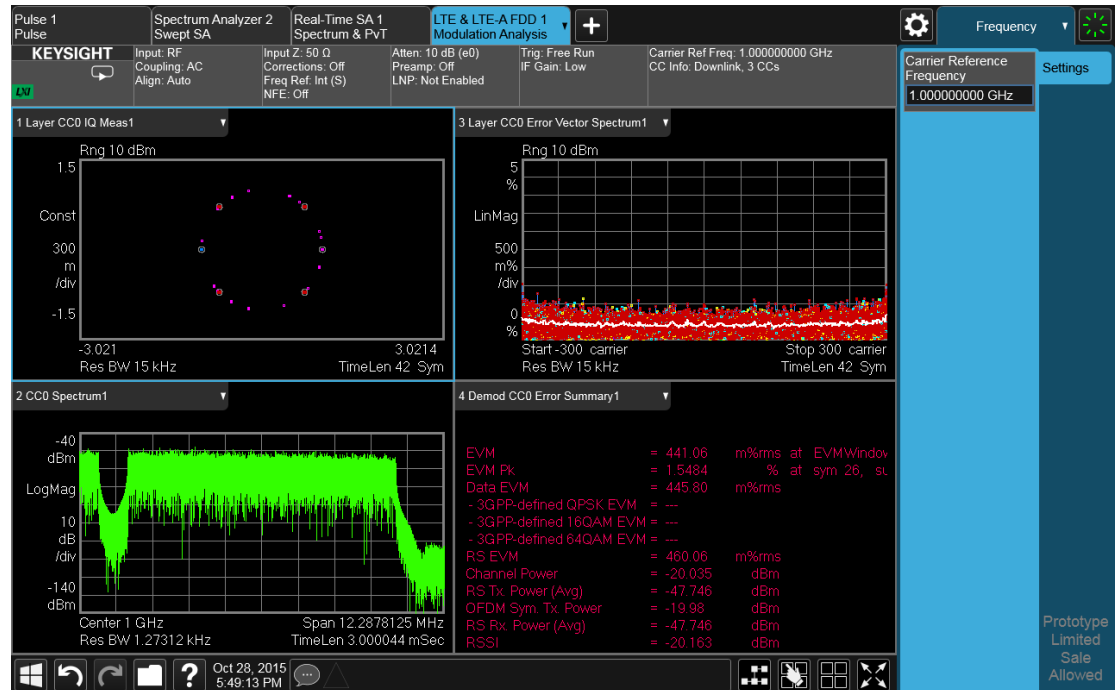 Pulse 1
Pulse
Spectrum Analyzer 2
Swept SA
Real-Time SA 1
Spectrum & PvT
LTE & LTE-A FDD 1
Modulation Analysis
Frequency
KEYSIGHT
LXI
Input: RF
Coupling: AC
Align: Auto
Input Z: 50 Ω
Corrections: Off
Freq Ref: Int (S)
NFE: Off
Atten: 10 dB (e0)
Preamp: Off
LNP: Not Enabled
Trig: Free Run
IF Gain: Low
Carrier Ref Freq: 1.000000000 GHz
CC Info: Downlink, 3 CCs
Carrier Reference
Frequency
1.000000000 GHz
Settings
1 Layer CC0 IQ Meas1
Rng 10 dBm
1.5
Const
300
m
/div
-1.5
-3.021 3.0214
Res BW 15 kHz TimeLen 42 Sym
3 Layer CC0 Error Vector Spectrum1
Rng 10 dBm
5
%
LinMag
500
m%
/div
0
%
Start -300 carrier Stop 300 carrier
Res BW 15 kHz TimeLen 42 Sym
2 CC0 Spectrum1
-40
dBm
LogMag
10
dB
/div
-140
dBm
Center 1 GHz Span 12.2878125 MHz
Res BW 1.27312 kHz TimeLen 3.000044 mSec
4 Demod CC0 Error Summary1
EVM = 441.06 m%rms at EVMWindow
EVM Pk = 1.5484 % at sym 26, su
Data EVM = 445.80 m%rms
- 3GPP-defined QPSK EVM = ---
- 3GPP-defined 16QAM EVM = ---
- 3GPP-defined 64QAM EVM = ---
RS EVM = 460.06 m%rms
Channel Power = -20.035 dBm
RS Tx. Power (Avg) = -47.746 dBm
OFDM Sym. Tx. Power = -19.98 dBm
RS Rx. Power (Avg) = -47.746 dBm
RSSI = -20.163 dBm
Prototype
Limited
Sale
Allowed
?
Oct 28, 2015
5:49:13 PM